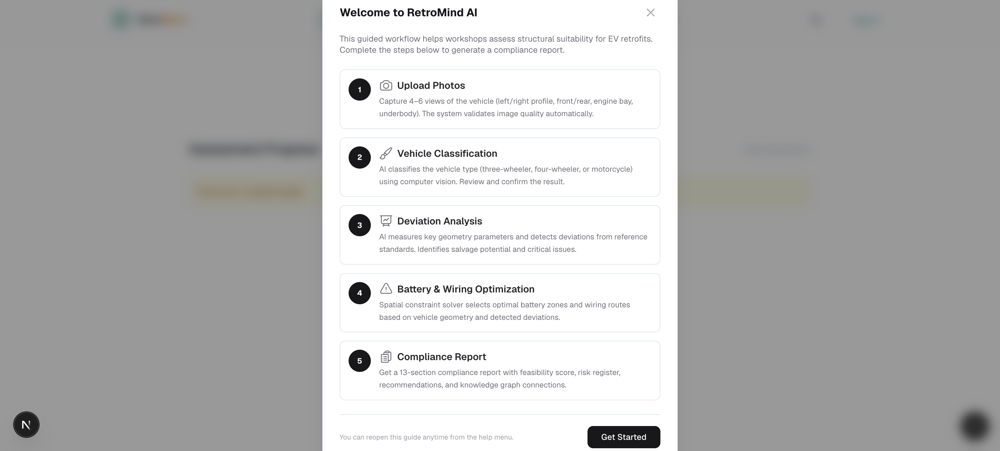 Welcome to RetroMind AI
This guided workflow helps workshops assess structural suitability for EV retrofits.
Complete the steps below to generate a compliance report.
1
Upload Photos
Capture 4–6 views of the vehicle (left/right profile, front/rear, engine bay,
underbody). The system validates image quality automatically.
2
Vehicle Classification
AI classifies the vehicle type (three-wheeler, four-wheeler, or motorcycle)
using computer vision. Review and confirm the result.
3
Deviation Analysis
AI measures key geometry parameters and detects deviations from reference
standards. Identifies salvage potential and critical issues.
4
Battery & Wiring Optimization
Spatial constraint solver selects optimal battery zones and wiring routes
based on vehicle geometry and detected deviations.
5
Compliance Report
Get a 13-section compliance report with feasibility score, risk register,
recommendations, and knowledge graph connections.
N
You can reopen this guide anytime from the help menu.
Get Started